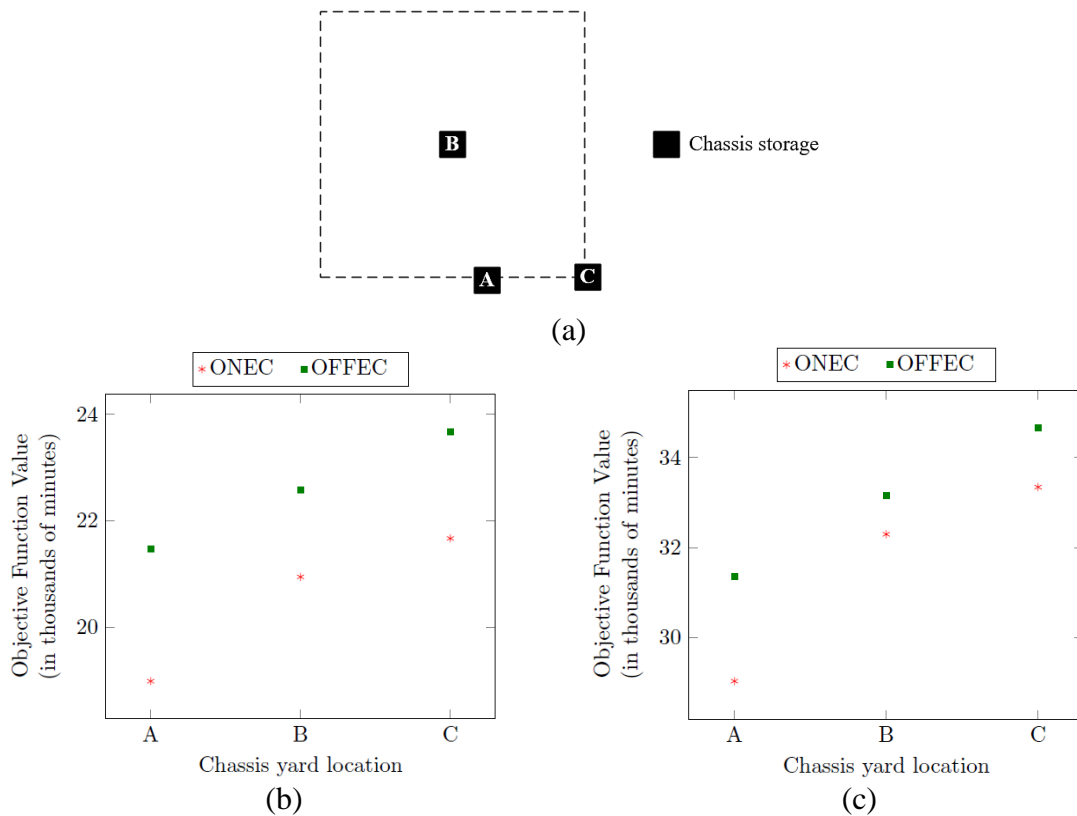 B
Chassis storage
A
C
(a)
ONEC OFFEC
Objective Function Value
(in thousands of minutes)
24
22
20
A B C
Chassis yard location
(b)
ONEC OFFEC
Objective Function Value
(in thousands of minutes)
34
32
30
A B C
Chassis yard location
(c)